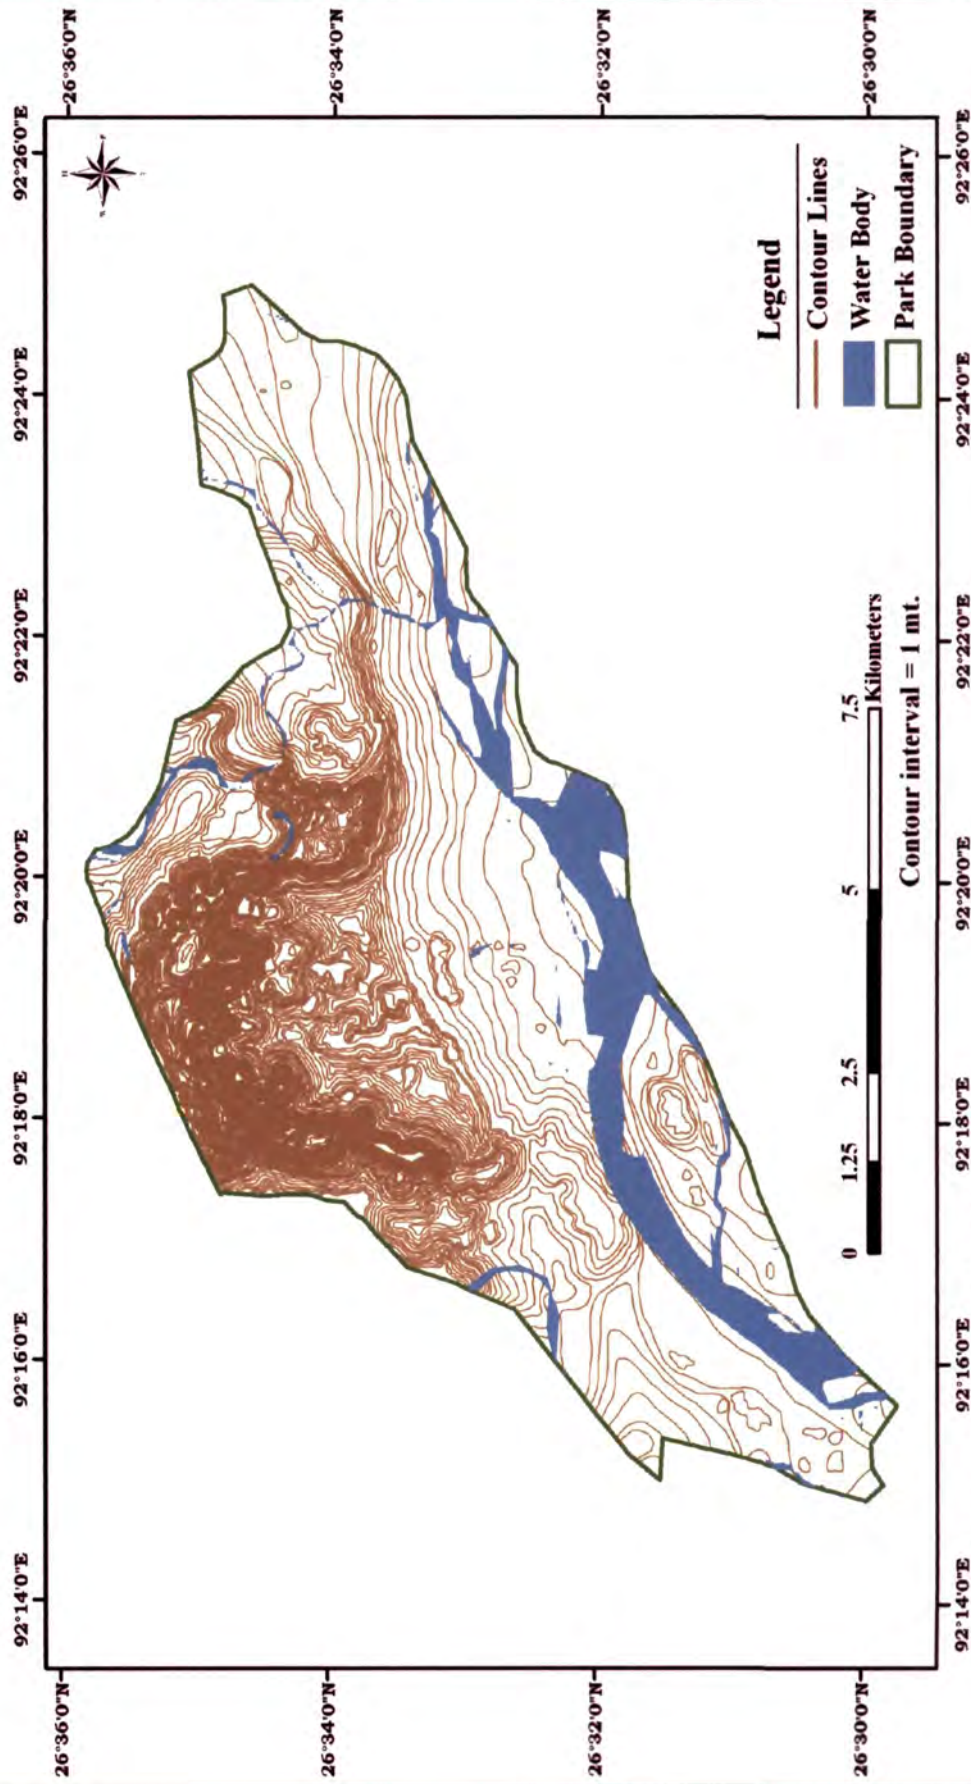 92°14'0"E
92°16'0"E
92°18'0"E
92°20'0"E
92°22'0"E
92°24'0"E
92°26'0"E
26°36'0"N
26°36'0"N
26°34'0"N
26°34'0"N
26°32'0"N
26°32'0"N
26°30'0"N
26°30'0"N
Legend
Contour Lines
Water Body
Park Boundary
0 1.25 2.5 5 7.5
Kilometers
Contour interval = 1 mt.
92°14'0"E
92°16'0"E
92°18'0"E
92°20'0"E
92°22'0"E
92°24'0"E
92°26'0"E